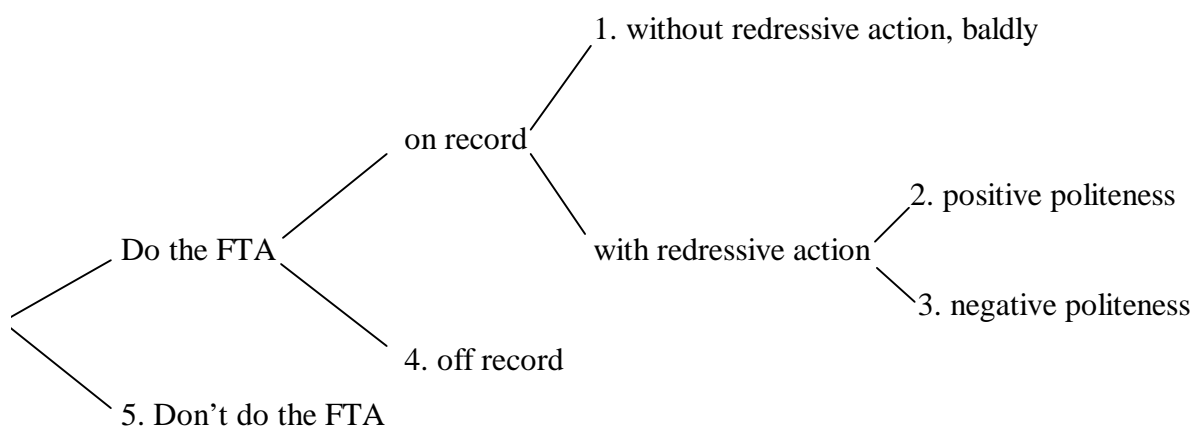 1. without redressive action, baldly
on record
2. positive politeness
Do the FTA
with redressive action
3. negative politeness
4. off record
5. Don’t do the FTA